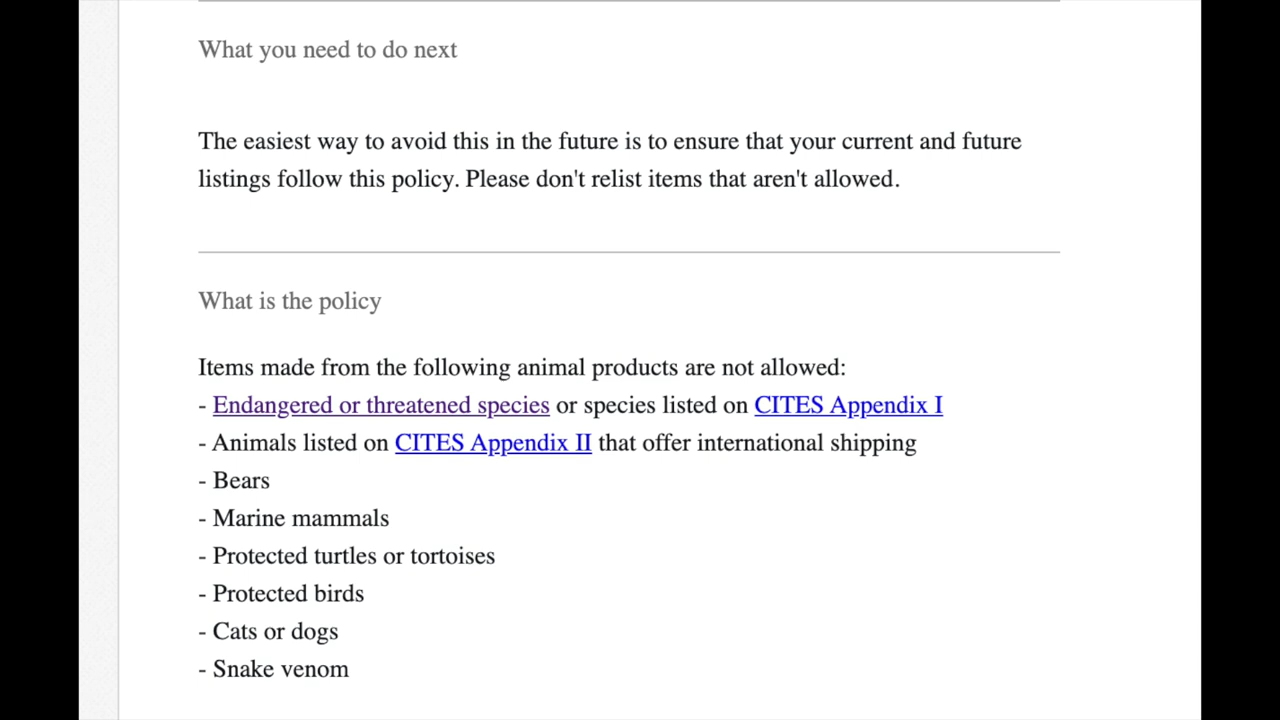 What you need to do next
The easiest way to avoid this in the future is to ensure that your current and future
listings follow this policy. Please don't relist items that aren't allowed.
What is the policy
Items made from the following animal products are not allowed:
- Endangered or threatened species or species listed on CITES Appendix I
- Animals listed on CITES Appendix II that offer international shipping
- Bears
- Marine mammals
- Protected turtles or tortoises
- Protected birds
- Cats or dogs
- Snake venom